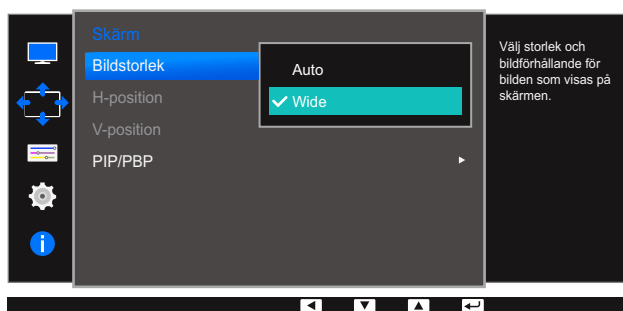 Skärm
Bildstorlek
Auto
Wide
H-position
V-position
PIP/PBP
Välj storlek och
bildförhållande för
bilden som visas på
skärmen.